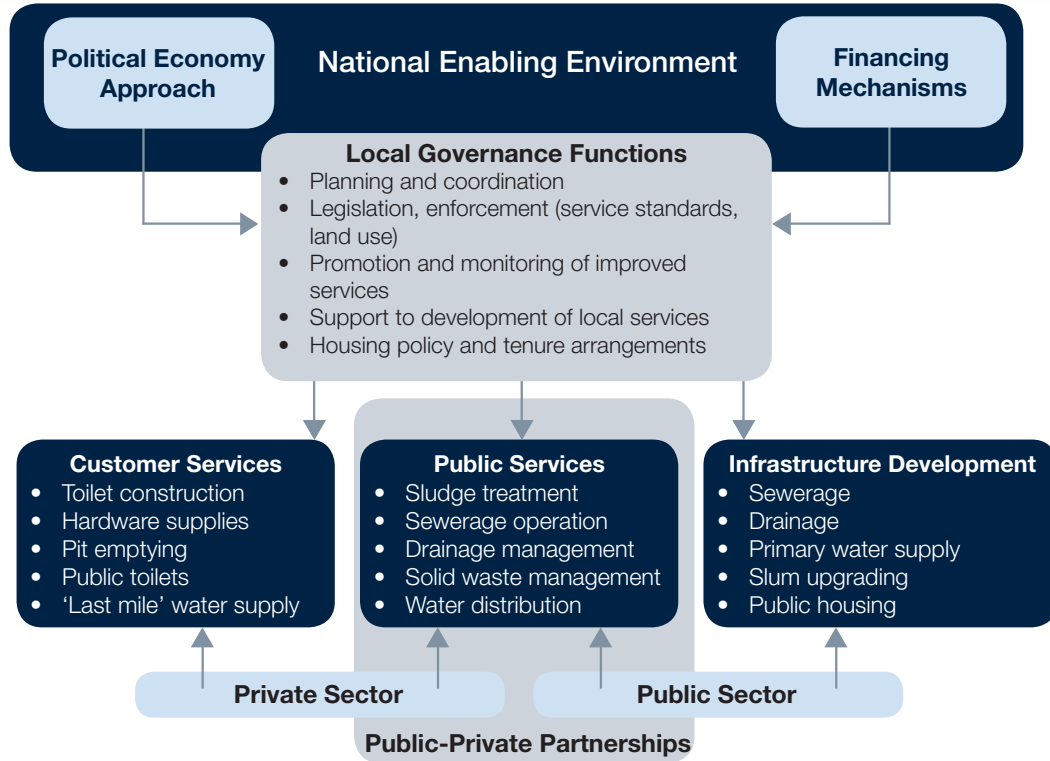 Political Economy
Approach
National Enabling Environment
Financing
Mechanisms
Local Governance Functions
• Planning and coordination
• Legislation, enforcement (service standards,
land use)
• Promotion and monitoring of improved
services
• Support to development of local services
• Housing policy and tenure arrangements
Customer Services
• Toilet construction
• Hardware supplies
• Pit emptying
• Public toilets
• ‘Last mile’ water supply
Public Services
• Sludge treatment
• Sewerage operation
• Drainage management
• Solid waste management
• Water distribution
Infrastructure Development
• Sewerage
• Drainage
• Primary water supply
• Slum upgrading
• Public housing
Private Sector
Public Sector
Public-Private Partnerships